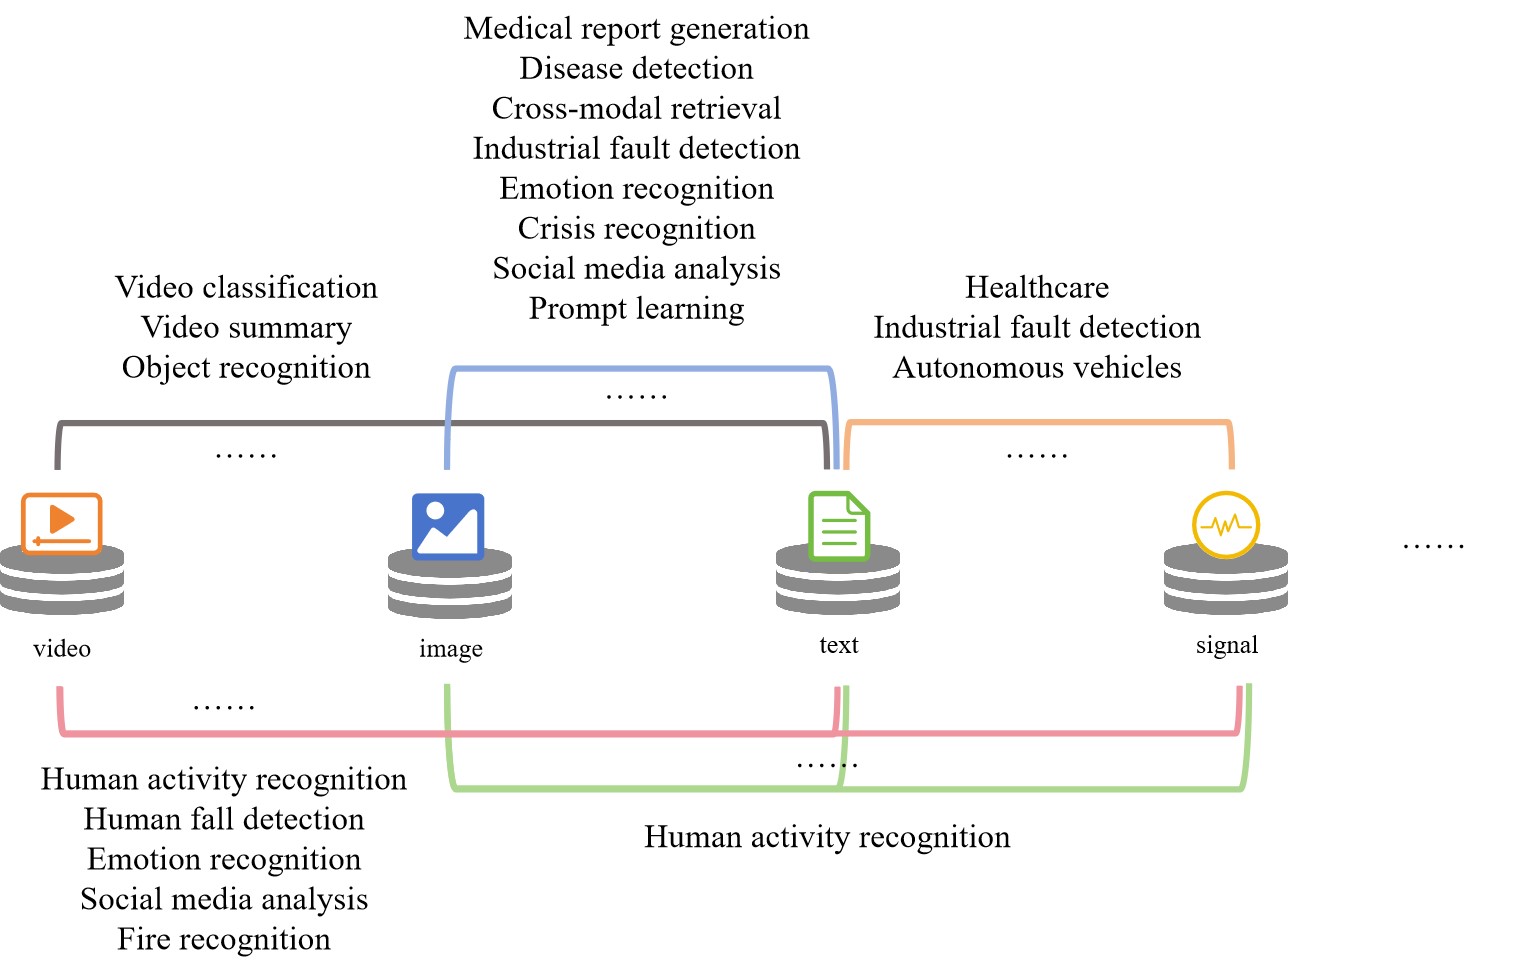 Medical report generation
Disease detection
Cross-modal retrieval
Industrial fault detection
Emotion recognition
Crisis recognition
Social media analysis
Prompt learning
Video classification
Video summary
Object recognition
Healthcare
Industrial fault detection
Autonomous vehicles
……
……
……
……
video
image
text
signal
……
……
Human activity recognition
Human fall detection
Emotion recognition
Social media analysis
Fire recognition
Human activity recognition